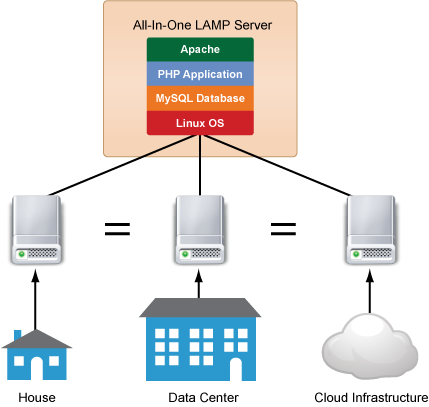 All-In-One LAMP Server
Apache
PHP Application
MySQL Database
Linux OS
= =
House Data Center Cloud Infrastructure